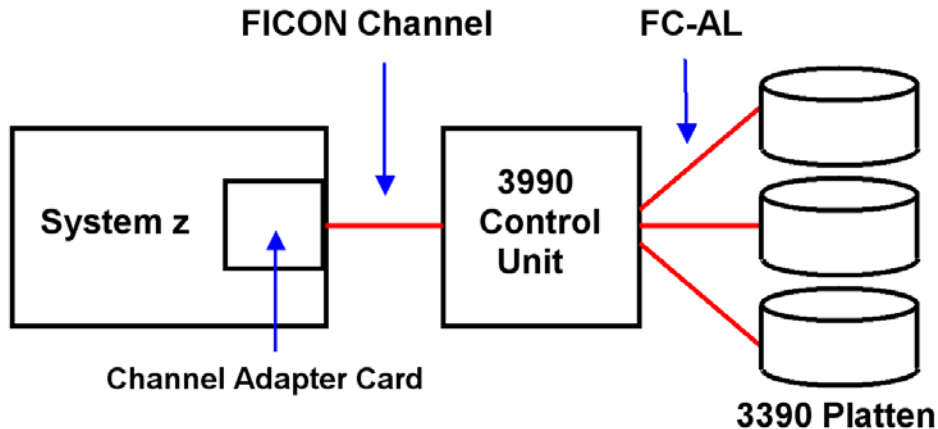 FICON Channel
FC-AL
System z
3990
Control
Unit
Channel Adapter Card
3390 Platten